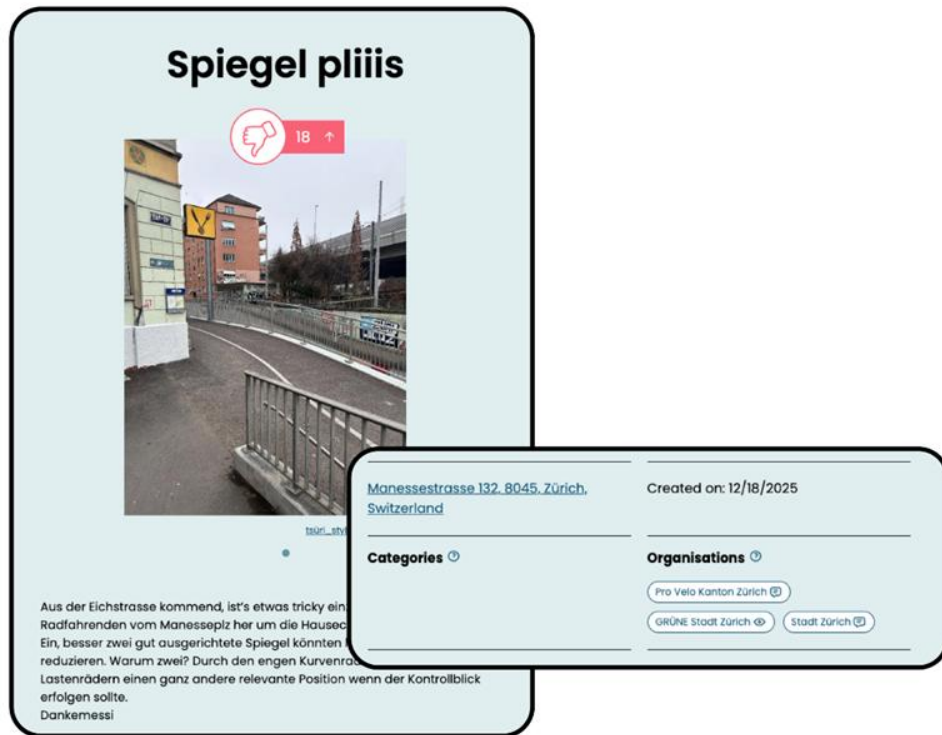 Spiegel pliiis
18 ↑
tsüri_sty
Aus der Eichstrasse kommend, ist's etwas tricky ein
Radfahrenden vom Manesseplz her um die Hausec
Ein, besser zwei gut ausgerichtete Spiegel könnten
reduzieren. Warum zwei? Durch den engen Kurvenrad
Lastenrädern einen ganz andere relevante Position wenn der Kontrollblick
erfolgen sollte.
Dankemessi
Manessestrasse 132, 8045, Zürich,
Switzerland
Created on: 12/18/2025
Categories
Organisations
Pro Velo Kanton Zürich
GRÜNE Stadt Zürich
Stadt Zürich